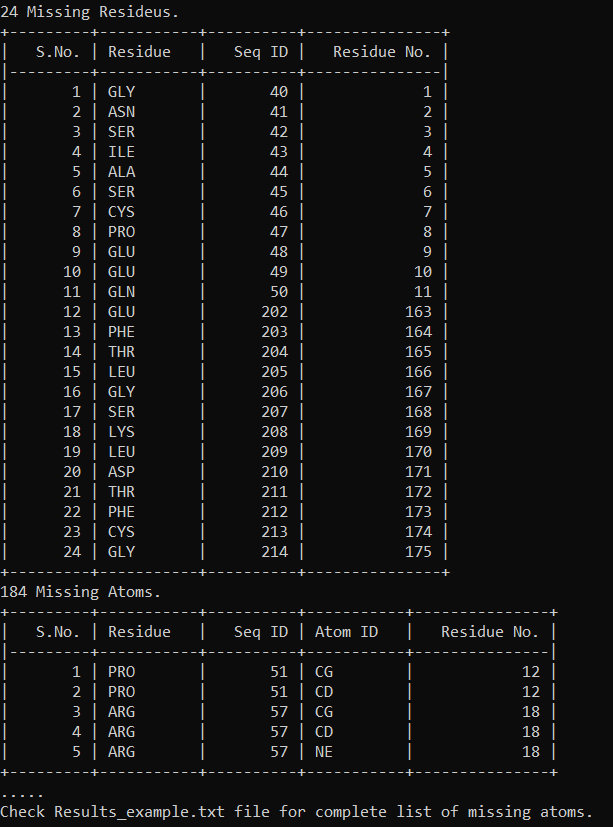 24 Missing Resideus.
+---------+-----------+----------+---------------+
|   S.No. | Residue   |   Seq ID |   Residue No. |
|---------+-----------+----------+---------------|
|       1 | GLY       |       40 |             1 |
|       2 | ASN       |       41 |             2 |
|       3 | SER       |       42 |             3 |
|       4 | ILE       |       43 |             4 |
|       5 | ALA       |       44 |             5 |
|       6 | SER       |       45 |             6 |
|       7 | CYS       |       46 |             7 |
|       8 | PRO       |       47 |             8 |
|       9 | GLU       |       48 |             9 |
|      10 | GLU       |       49 |            10 |
|      11 | GLN       |       50 |            11 |
|      12 | GLU       |      202 |           163 |
|      13 | PHE       |      203 |           164 |
|      14 | THR       |      204 |           165 |
|      15 | LEU       |      205 |           166 |
|      16 | GLY       |      206 |           167 |
|      17 | SER       |      207 |           168 |
|      18 | LYS       |      208 |           169 |
|      19 | LEU       |      209 |           170 |
|      20 | ASP       |      210 |           171 |
|      21 | THR       |      211 |           172 |
|      22 | PHE       |      212 |           173 |
|      23 | CYS       |      213 |           174 |
|      24 | GLY       |      214 |           175 |
+---------+-----------+----------+---------------+
184 Missing Atoms.
+---------+-----------+----------+-----------+---------------+
|   S.No. | Residue   |   Seq ID | Atom ID   |   Residue No. |
|---------+-----------+----------+-----------+---------------|
|       1 | PRO       |       51 | CG        |            12 |
|       2 | PRO       |       51 | CD        |            12 |
|       3 | ARG       |       57 | CG        |            18 |
|       4 | ARG       |       57 | CD        |            18 |
|       5 | ARG       |       57 | NE        |            18 |
+---------+-----------+----------+-----------+---------------+
.....
Check Results_example.txt file for complete list of missing atoms.